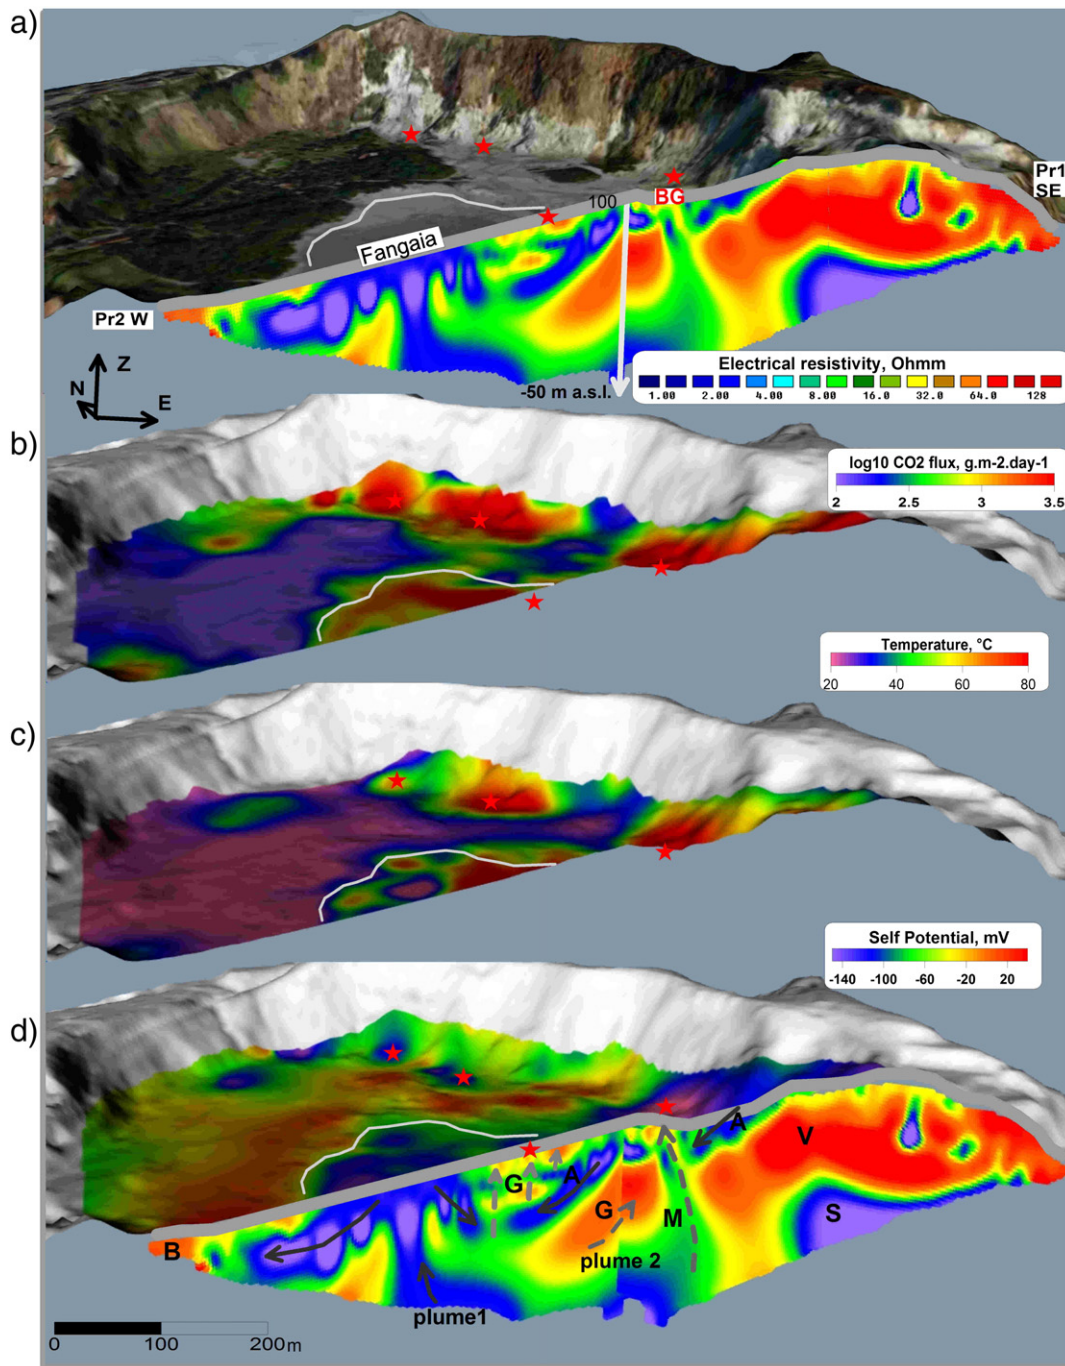 a)
Pr1
SE
100
BG
Fangaia
Pr2 W
Z
N
E
-50 m a.s.l.
Electrical resistivity, Ohmm
1.00 2.00 4.00 8.00 16.0 32.0 64.0 128
b)
log10 CO2 flux, g.m-2.day-1
2 2.5 3 3.5
Temperature, °C
20 40 60 80
c)
Self Potential, mV
-140 -100 -60 -20 20
d)
A
V
G
A
G
M
S
B
plume 2
plume1
0 100 200 m